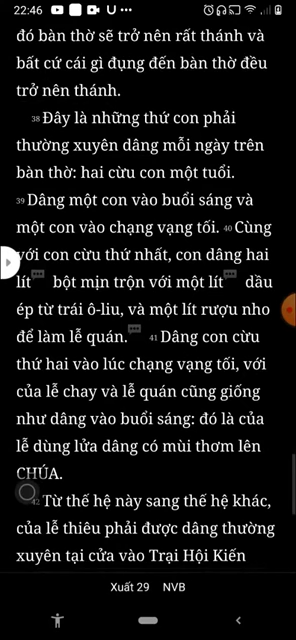 22:46
đó bàn thờ sẽ trở nên rất thánh và
bất cứ cái gì đụng đến bàn thờ đều
trở nên thánh.
38 Đây là những thứ con phải
thường xuyên dâng mỗi ngày trên
bàn thờ: hai cừu con một tuổi.
39 Dâng một con vào buổi sáng và
một con vào chạng vạng tối. 40 Cùng
với con cừu thứ nhất, con dâng hai
lít bột mịn trộn với một lít dầu
ép từ trái ô-liu, và một lít rượu nho
để làm lễ quán. 41 Dâng con cừu
thứ hai vào lúc chạng vạng tối, với
của lễ chay và lễ quán cũng giống
như dâng vào buổi sáng: đó là của
lễ dùng lửa dâng có mùi thơm lên
CHÚA.
42 Từ thế hệ này sang thế hệ khác,
của lễ thiêu phải được dâng thường
xuyên tại cửa vào Trại Hội Kiến
Xuất 29 NVB